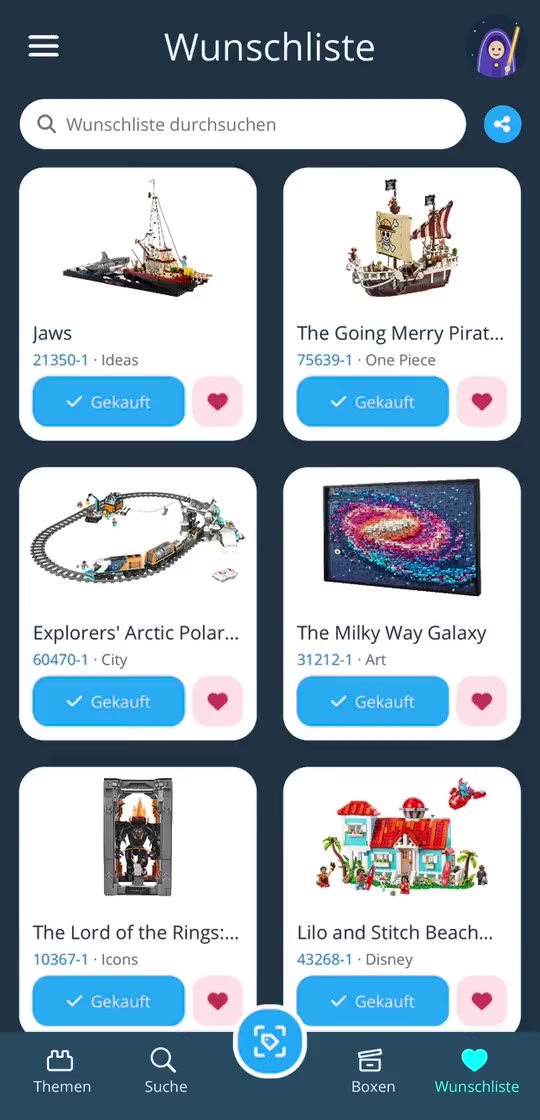 Wunschliste
Wunschliste durchsuchen
Jaws
21350-1 · Ideas
Gekauft
The Going Merry Pirat...
75639-1 · One Piece
Gekauft
Explorers' Arctic Polar...
60470-1 · City
Gekauft
The Milky Way Galaxy
31212-1 · Art
Gekauft
The Lord of the Rings:...
10367-1 · Icons
Gekauft
Lilo and Stitch Beach...
43268-1 · Disney
Gekauft
Themen
Suche
Boxen
Wunschliste